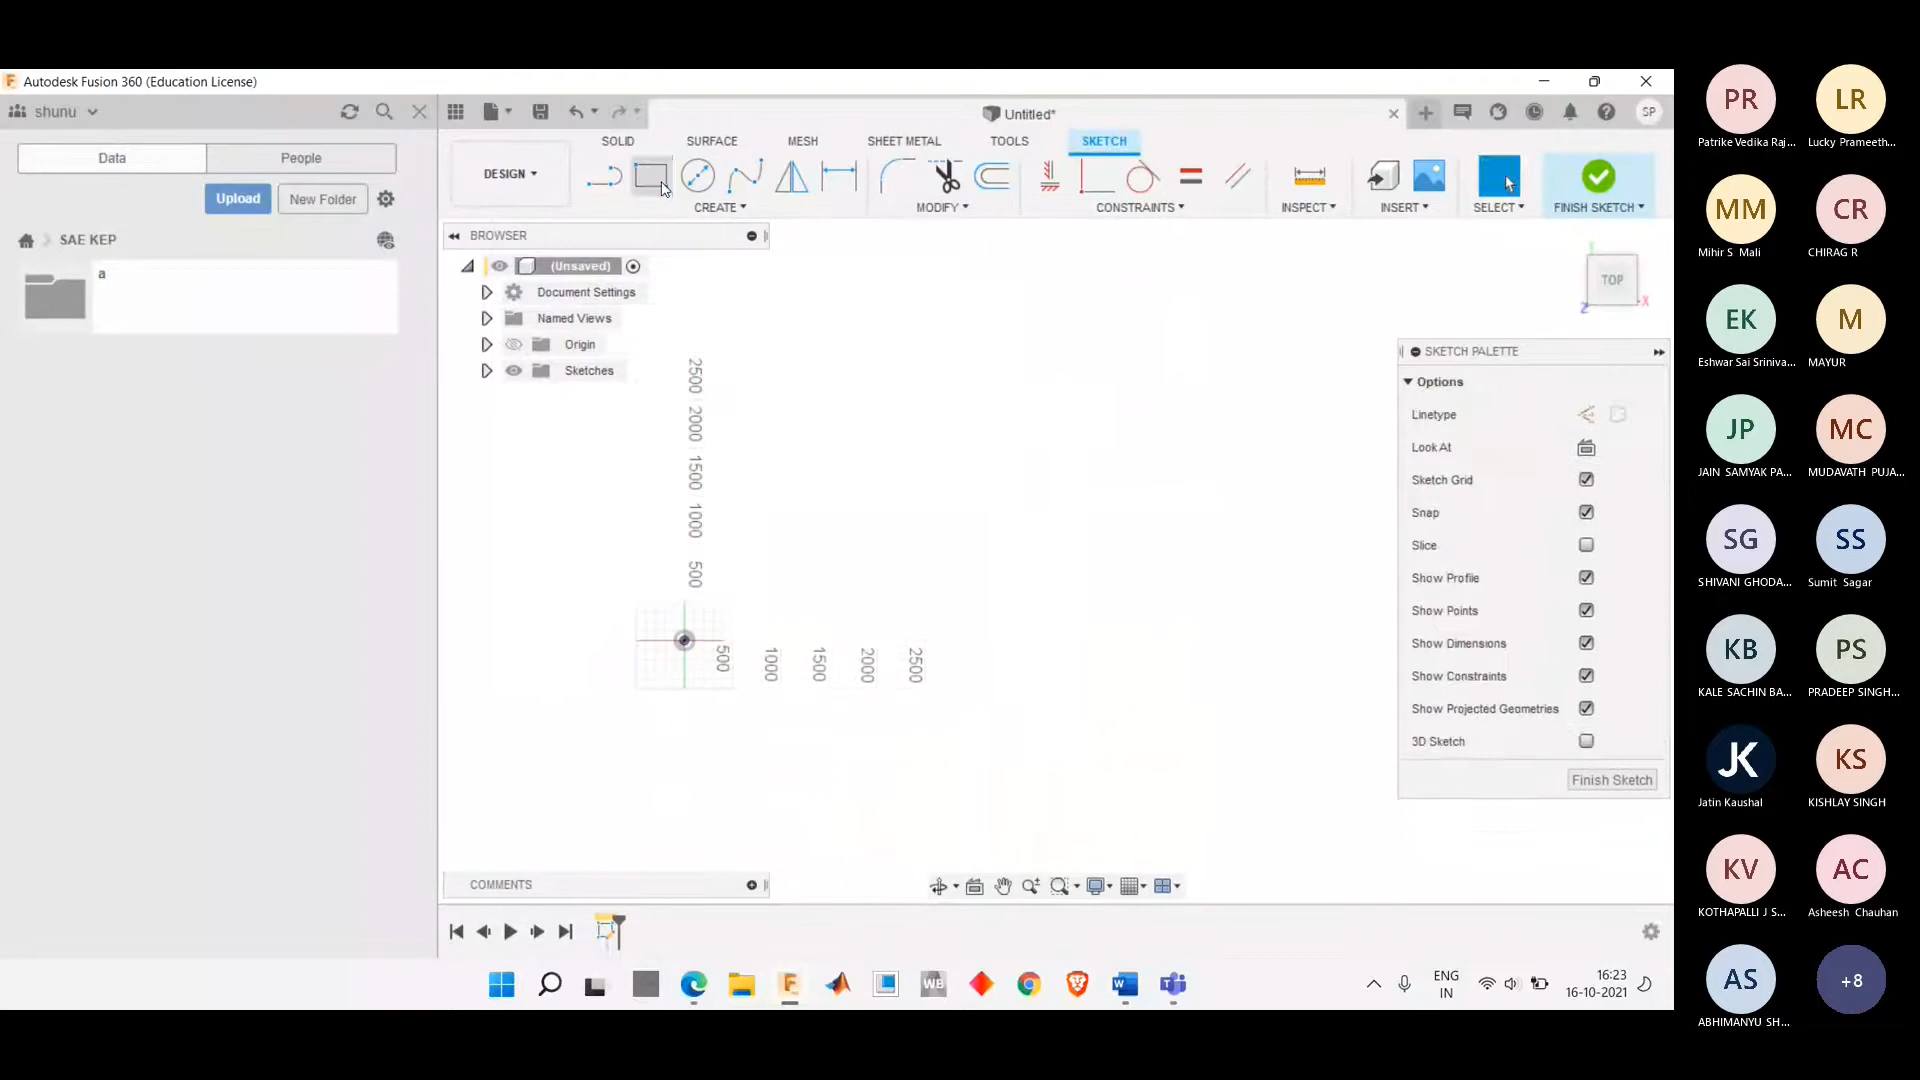 Autodesk Fusion 360 (Education License)
shunu
Data
People
Upload
New Folder
SAE KEP
a
Untitled*
SP
SOLID
SURFACE
MESH
SHEET METAL
TOOLS
SKETCH
DESIGN
CREATE
MODIFY
CONSTRAINTS
INSPECT
INSERT
SELECT
FINISH SKETCH
BROWSER
(Unsaved)
Document Settings
Named Views
Origin
Sketches
2500
2000
1500
1000
500
500
1000
1500
2000
2500
TOP
X
Z
SKETCH PALETTE
Options
Linetype
Look At
Sketch Grid
Snap
Slice
Show Profile
Show Points
Show Dimensions
Show Constraints
Show Projected Geometries
3D Sketch
Finish Sketch
COMMENTS
WB
ENG
IN
16:23
16-10-2021
PR
Patrike Vedika Raj...
LR
Lucky Prameeth...
MM
Mihir S Mali
CR
CHIRAG R
EK
Eshwar Sai Sriniva...
M
MAYUR
JP
JAIN SAMYAK PA...
MC
MUDAVATH PUJA...
SG
SHIVANI GHODA...
SS
Sumit Sagar
KB
KALE SACHIN BA...
PS
PRADEEP SINGH...
JK
Jatin Kaushal
KS
KISHLAY SINGH
KV
KOTHAPALLI J S...
AC
Asheesh Chauhan
AS
ABHIMANYU SH...
+8